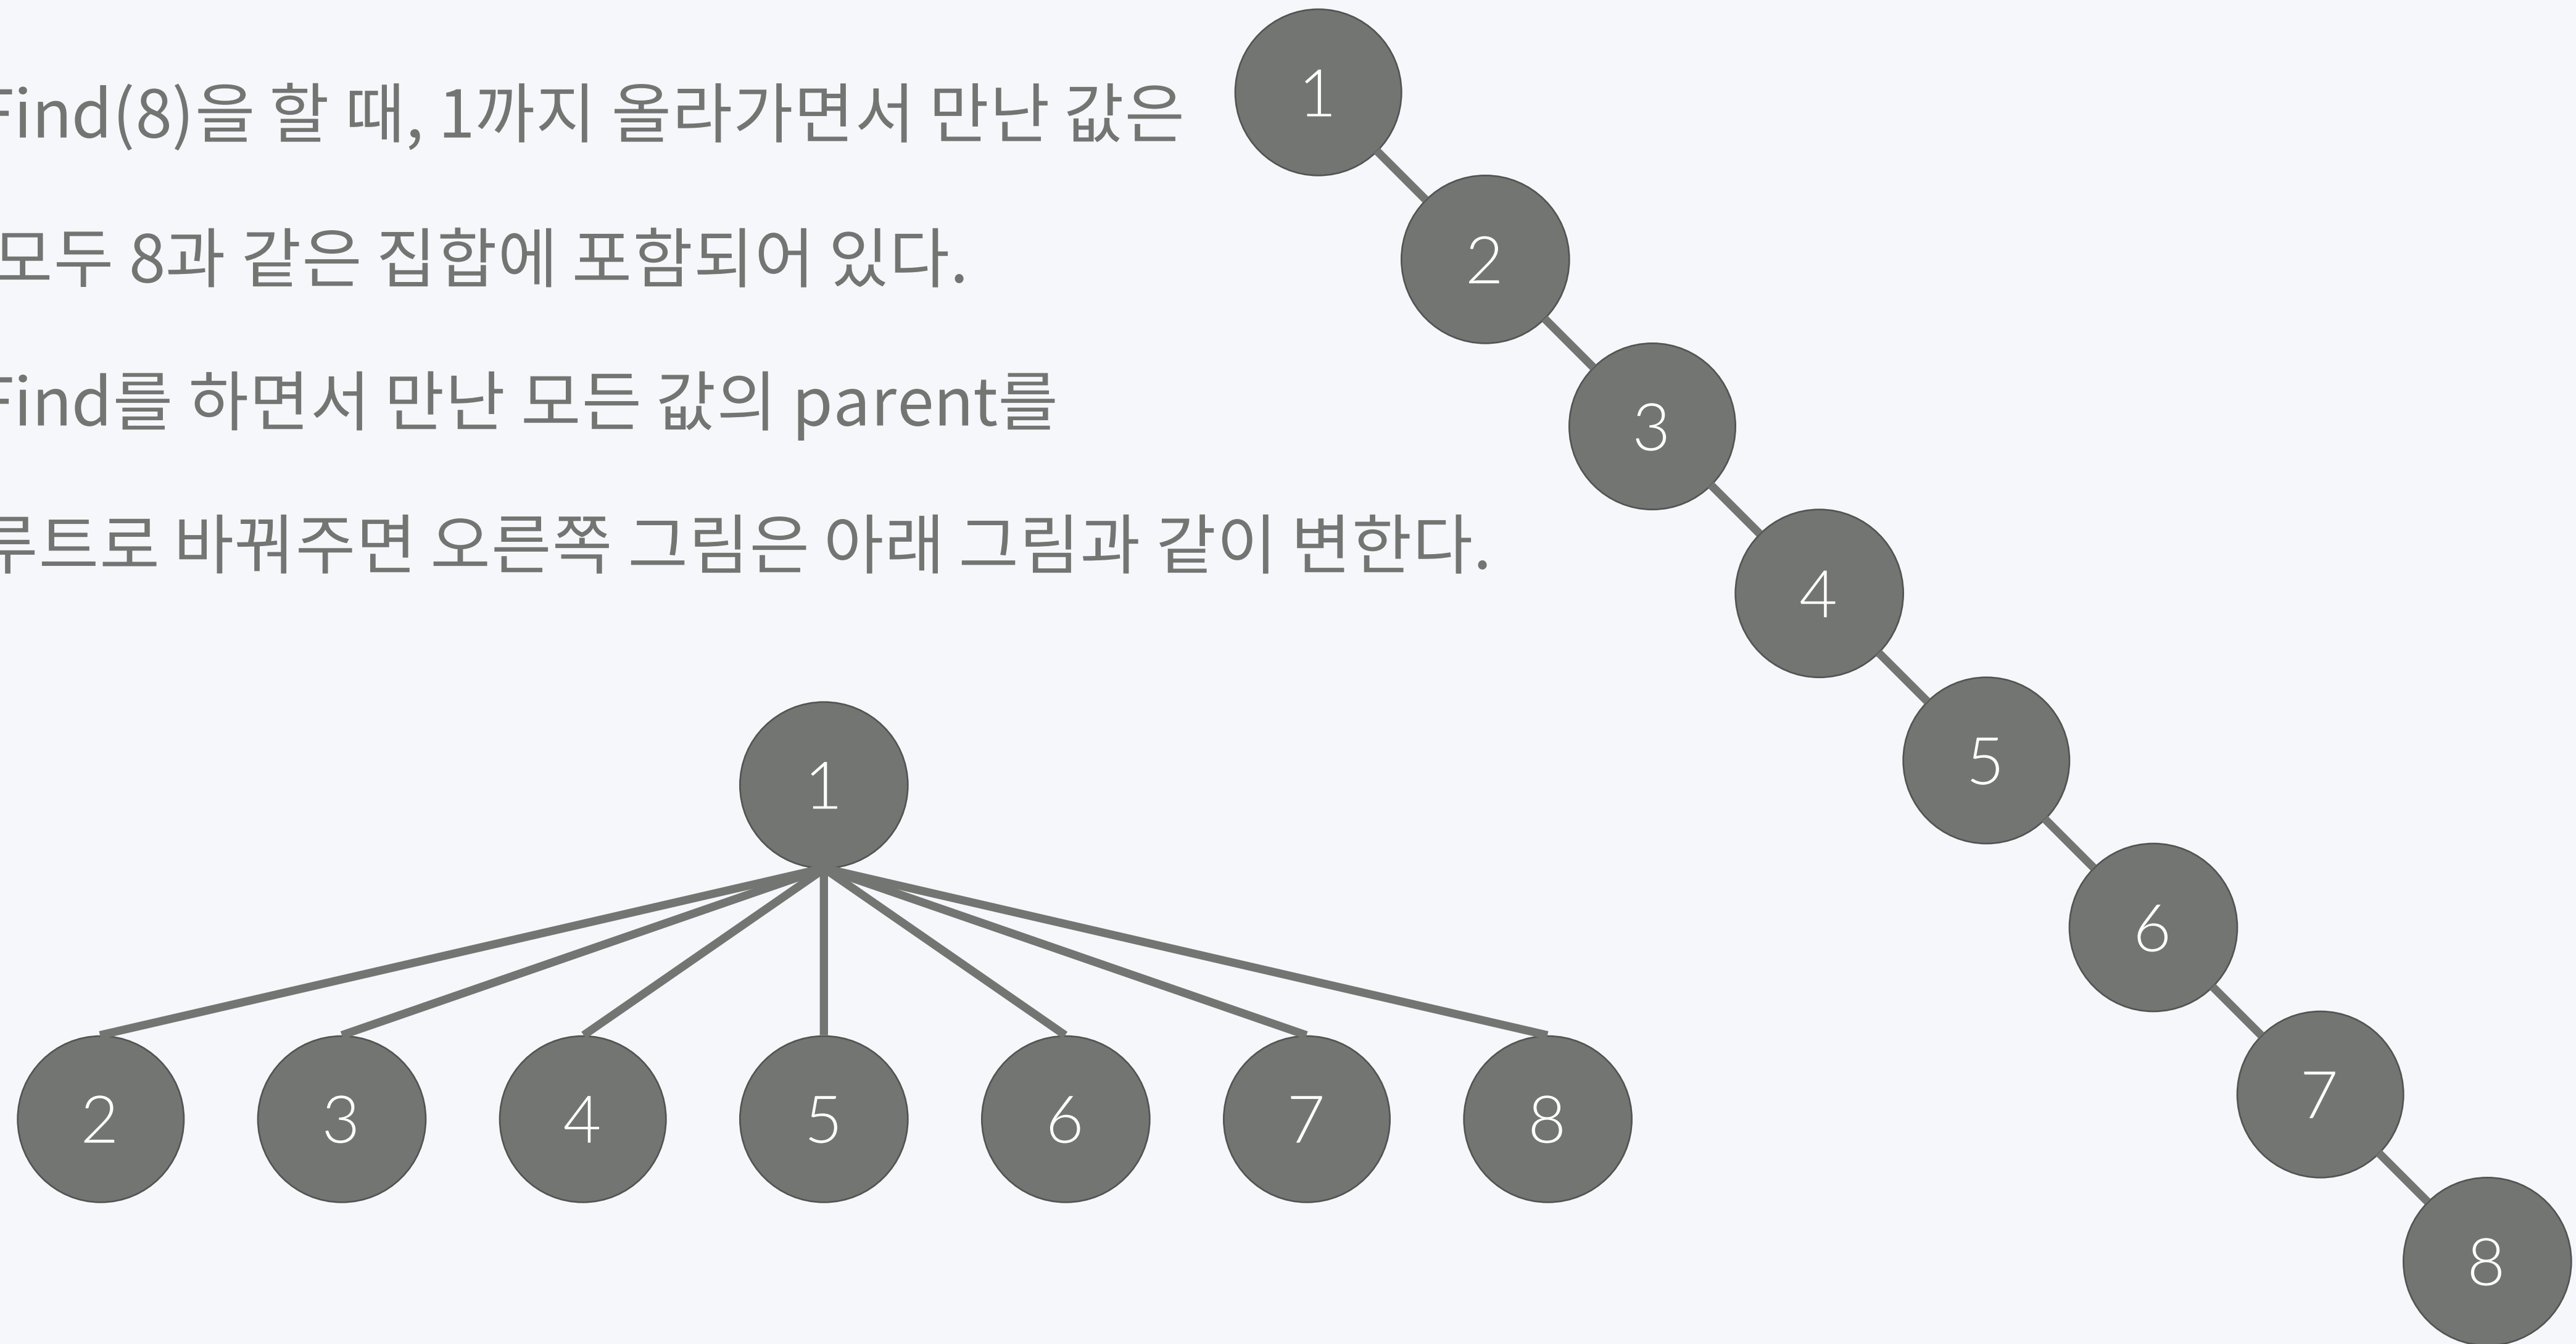 Find(8)을 할 때, 1까지 올라가면서 만난 값은
모두 8과 같은 집합에 포함되어 있다.
Find를 하면서 만난 모든 값의 parent를
루트로 바꿔주면 오른쪽 그림은 아래 그림과 같이 변한다.
1
2
3
4
5
6
7
8
1
2 3 4 5 6 7 8